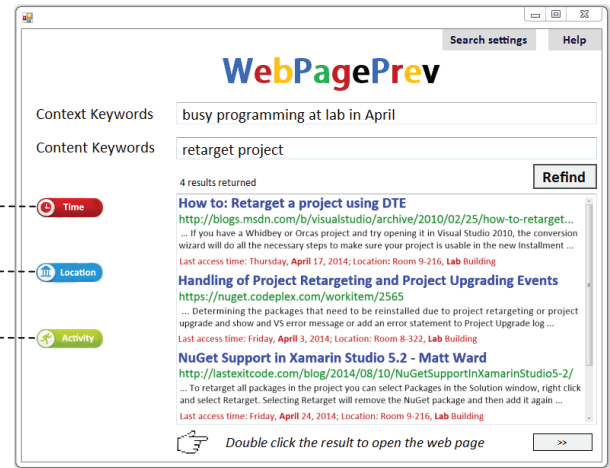 Search settings Help
WebPagePrev
Context Keywords busy programming at lab in April
Content Keywords retarget project
4 results returned Refind
Time
Location
Activity
How to: Retarget a project using DTE
http://blogs.msdn.com/b/visualstudio/archive/2010/02/25/how-to-retarget...
... If you have a Whidbey or Orcas project and try opening it in Visual Studio 2010, the conversion
wizard will do all the necessary steps to make sure your project is usable in the new Installment ...
Last access time: Thursday, April 17, 2014; Location: Room 9-216, Lab Building
Handling of Project Retargeting and Project Upgrading Events
https://nuget.codeplex.com/workitem/2565
... Determining the packages that need to be reinstalled due to project retargeting or project
upgrade and show and VS error message or add an error statement to Project Upgrade log ...
Last access time: Friday, April 3, 2014; Location: Room 8-322, Lab Building
NuGet Support in Xamarin Studio 5.2 - Matt Ward
http://lastexitcode.com/blog/2014/08/10/NuGetSupportInXamarinStudio5-2/
... To retarget all packages in the project you can select Packages in the Solution window, right click
and select Retarget. Selecting Retarget will remove the NuGet package and then add it again ...
Last access time: Friday, April 24, 2014; Location: Room 9-216, Lab Building
Double click the result to open the web page >>